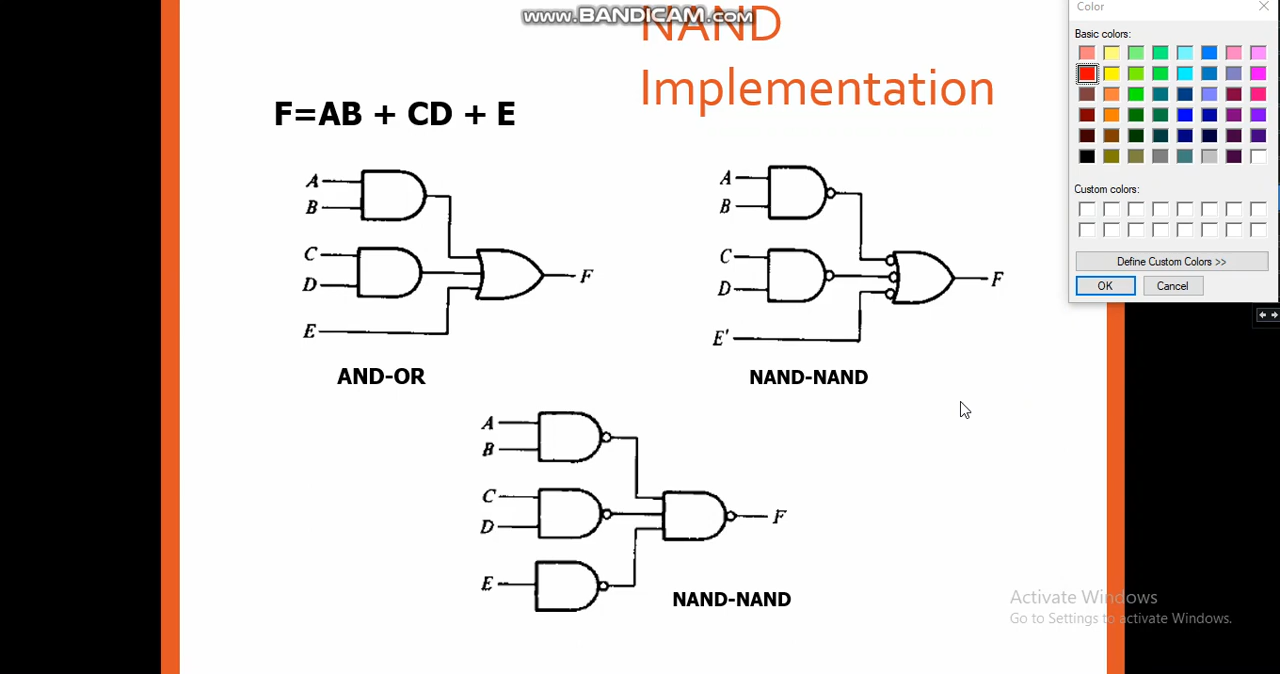 www.BANDICAM.com
NAND
Implementation
F=AB + CD + E
A
B
C
D
E
F
AND-OR
A
B
C
D
E'
F
NAND-NAND
A
B
C
D
E
F
NAND-NAND
Color
Basic colors:
Custom colors:
Define Custom Colors >>
OK
Cancel
Activate Windows
Go to Settings to activate Windows.